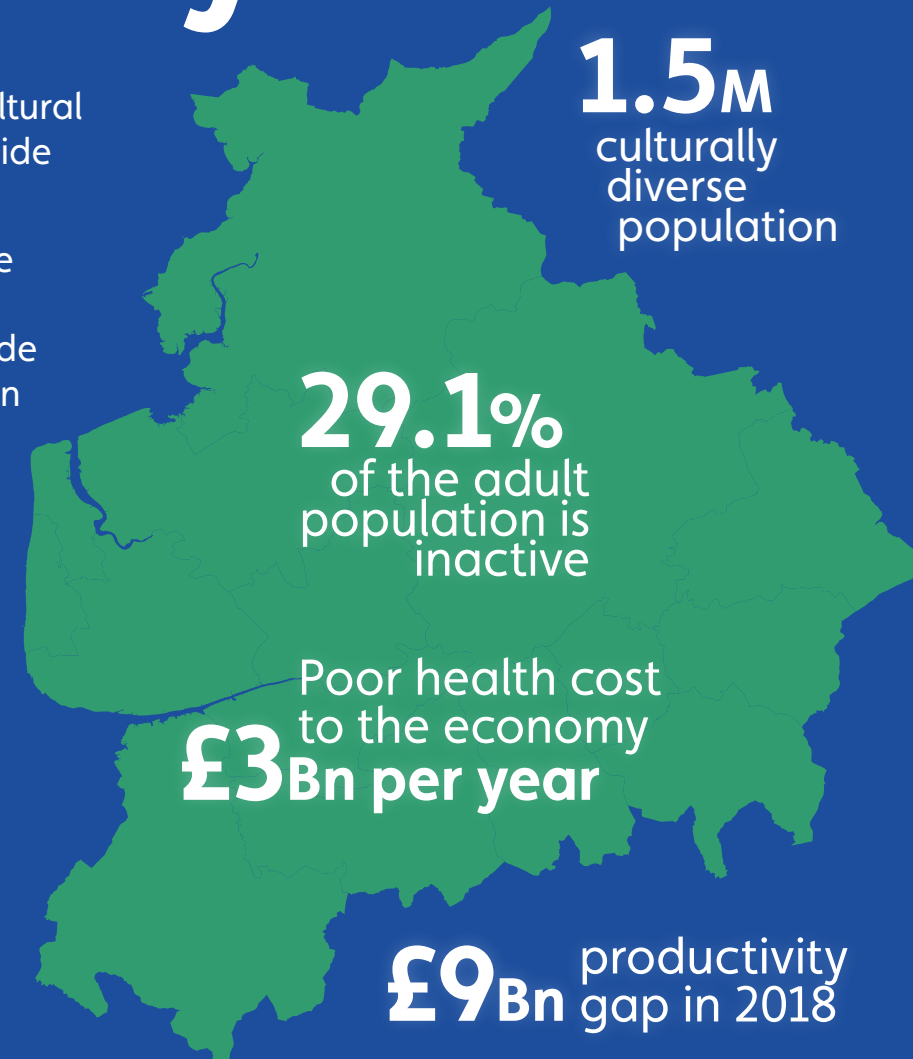 1.5M
culturally
diverse
population
29.1%
of the adult
population is
inactive
Poor health cost
to the economy
£3Bn per year
£9Bn productivity
gap in 2018